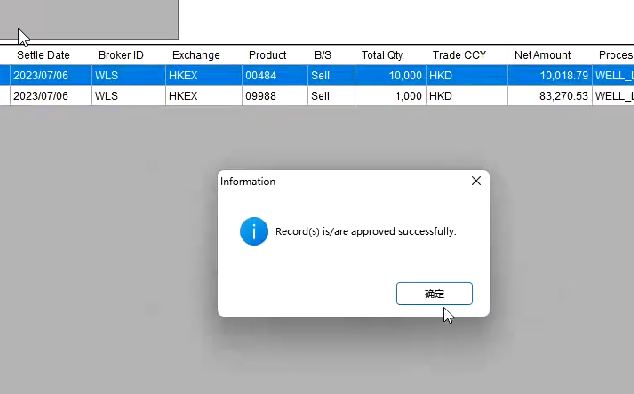 Settle Date Broker ID Exchange Product B/S Total Qty Trade CCY Net Amount Proces
2023/07/06 WLS HKEX 00484 Sell 10,000 HKD 10,018.79 WELL_L
2023/07/06 WLS HKEX 09988 Sell 1,000 HKD 83,270.53 WELL_L
Information
Record(s) is/are approved successfully.
确定